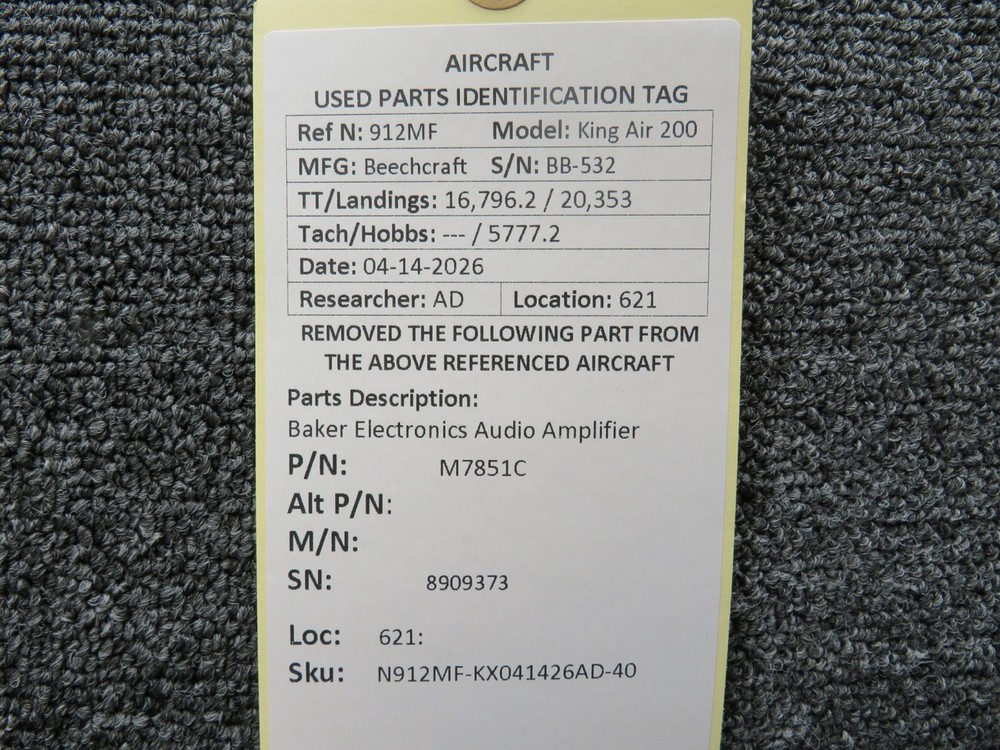 AIRCRAFT
USED PARTS IDENTIFICATION TAG
Ref N: 912MF Model: King Air 200
MFG: Beechcraft S/N: BB-532
TT/Landings: 16,796.2 / 20,353
Tach/Hobbs: --- / 5777.2
Date: 04-14-2026
Researcher: AD Location: 621
REMOVED THE FOLLOWING PART FROM
THE ABOVE REFERENCED AIRCRAFT
Parts Description:
Baker Electronics Audio Amplifier
P/N: M7851C
Alt P/N:
M/N:
SN: 8909373
Loc: 621:
Sku: N912MF-KX041426AD-40